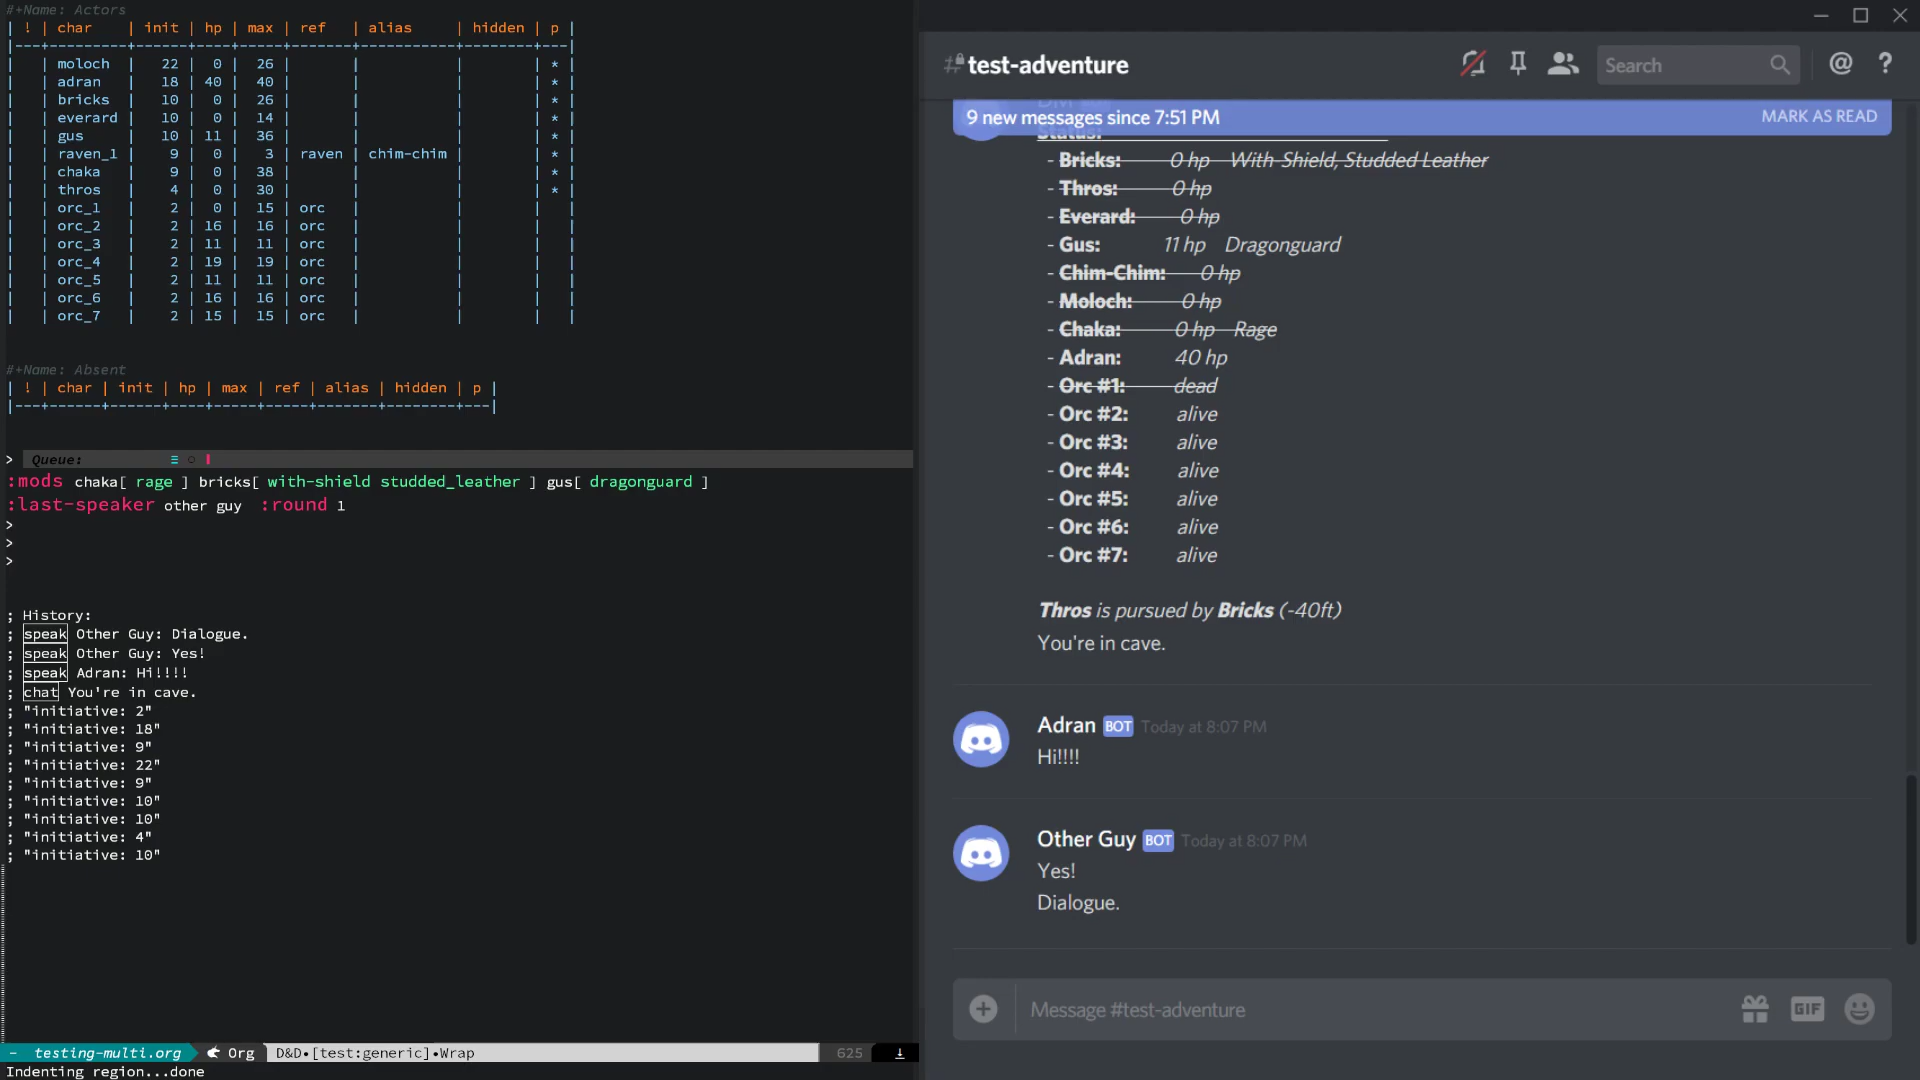 #+Name: Actors
| ! | char | init | hp | max | ref | alias | hidden | p |
| | moloch | 22 | 0 | 26 | | | | * |
| | adran | 18 | 40 | 40 | | | | * |
| | bricks | 10 | 0 | 26 | | | | * |
| | everard | 10 | 0 | 14 | | | | * |
| | gus | 10 | 11 | 36 | | | | * |
| | raven_1 | 9 | 0 | 3 | raven | chim-chim | | * |
| | chaka | 9 | 0 | 38 | | | | * |
| | thros | 4 | 0 | 30 | | | | * |
| | orc_1 | 2 | 0 | 15 | orc | | | |
| | orc_2 | 2 | 16 | 16 | orc | | | |
| | orc_3 | 2 | 11 | 11 | orc | | | |
| | orc_4 | 2 | 19 | 19 | orc | | | |
| | orc_5 | 2 | 11 | 11 | orc | | | |
| | orc_6 | 2 | 16 | 16 | orc | | | |
| | orc_7 | 2 | 15 | 15 | orc | | | |
#+Name: Absent
| ! | char | init | hp | max | ref | alias | hidden | p |
> Queue:
:mods chaka[ rage ] bricks[ with-shield studded_leather ] gus[ dragonguard ]
:last-speaker other guy :round 1
>
>
>
; History:
; speak Other Guy: Dialogue.
; speak Other Guy: Yes!
; speak Adran: Hi!!!!
; chat You're in cave.
; "initiative: 2"
; "initiative: 18"
; "initiative: 9"
; "initiative: 22"
; "initiative: 9"
; "initiative: 10"
; "initiative: 10"
; "initiative: 4"
; "initiative: 10"
- testing-multi.org Org D&D•[test:generic]•Wrap 625
Indenting region...done
#test-adventure
Search
@ ?
9 new messages since 7:51 PM MARK AS READ
Status:
- Bricks: 0 hp With-Shield, Studded Leather
- Thros: 0 hp
- Everard: 0 hp
- Gus: 11 hp Dragonguard
- Chim-Chim: 0 hp
- Moloch: 0 hp
- Chaka: 0 hp Rage
- Adran: 40 hp
- Orc #1: dead
- Orc #2: alive
- Orc #3: alive
- Orc #4: alive
- Orc #5: alive
- Orc #6: alive
- Orc #7: alive
Thros is pursued by Bricks (-40ft)
You're in cave.
Adran BOT Today at 8:07 PM
Hi!!!!
Other Guy BOT Today at 8:07 PM
Yes!
Dialogue.
Message #test-adventure
GIF